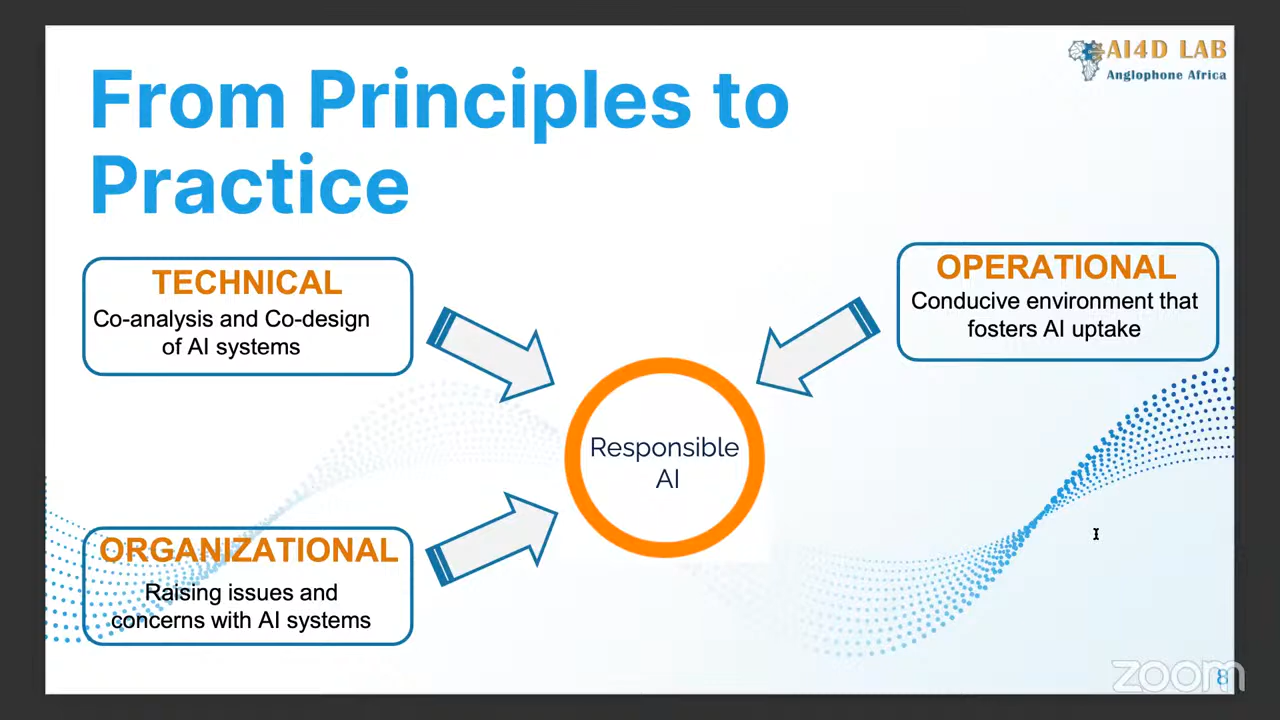 AI4D LAB
Anglophone Africa
From Principles to
Practice
TECHNICAL
Co-analysis and Co-design
of AI systems
OPERATIONAL
Conducive environment that
fosters AI uptake
Responsible
AI
ORGANIZATIONAL
Raising issues and
concerns with AI systems
zoom
8